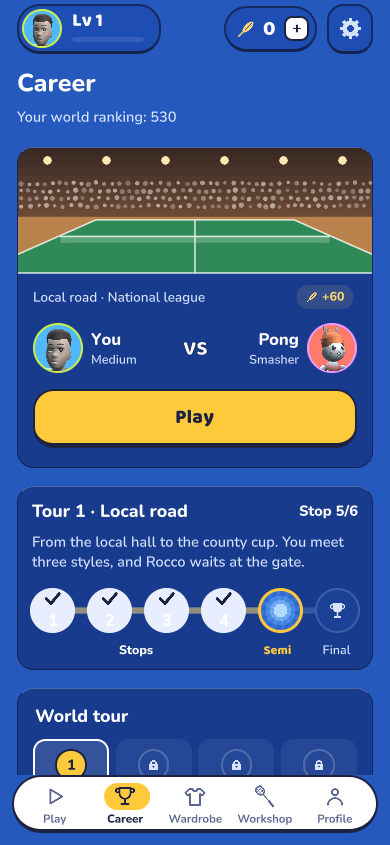 Lv 1
0
+
Career
Your world ranking: 530
Local road · National league
+60
You
Medium
VS
Pong
Smasher
Play
Tour 1 · Local road
Stop 5/6
From the local hall to the county cup. You meet
three styles, and Rocco waits at the gate.
1 2 3 4
Stops
Semi
Final
World tour
1
Play
Career
Wardrobe
Workshop
Profile